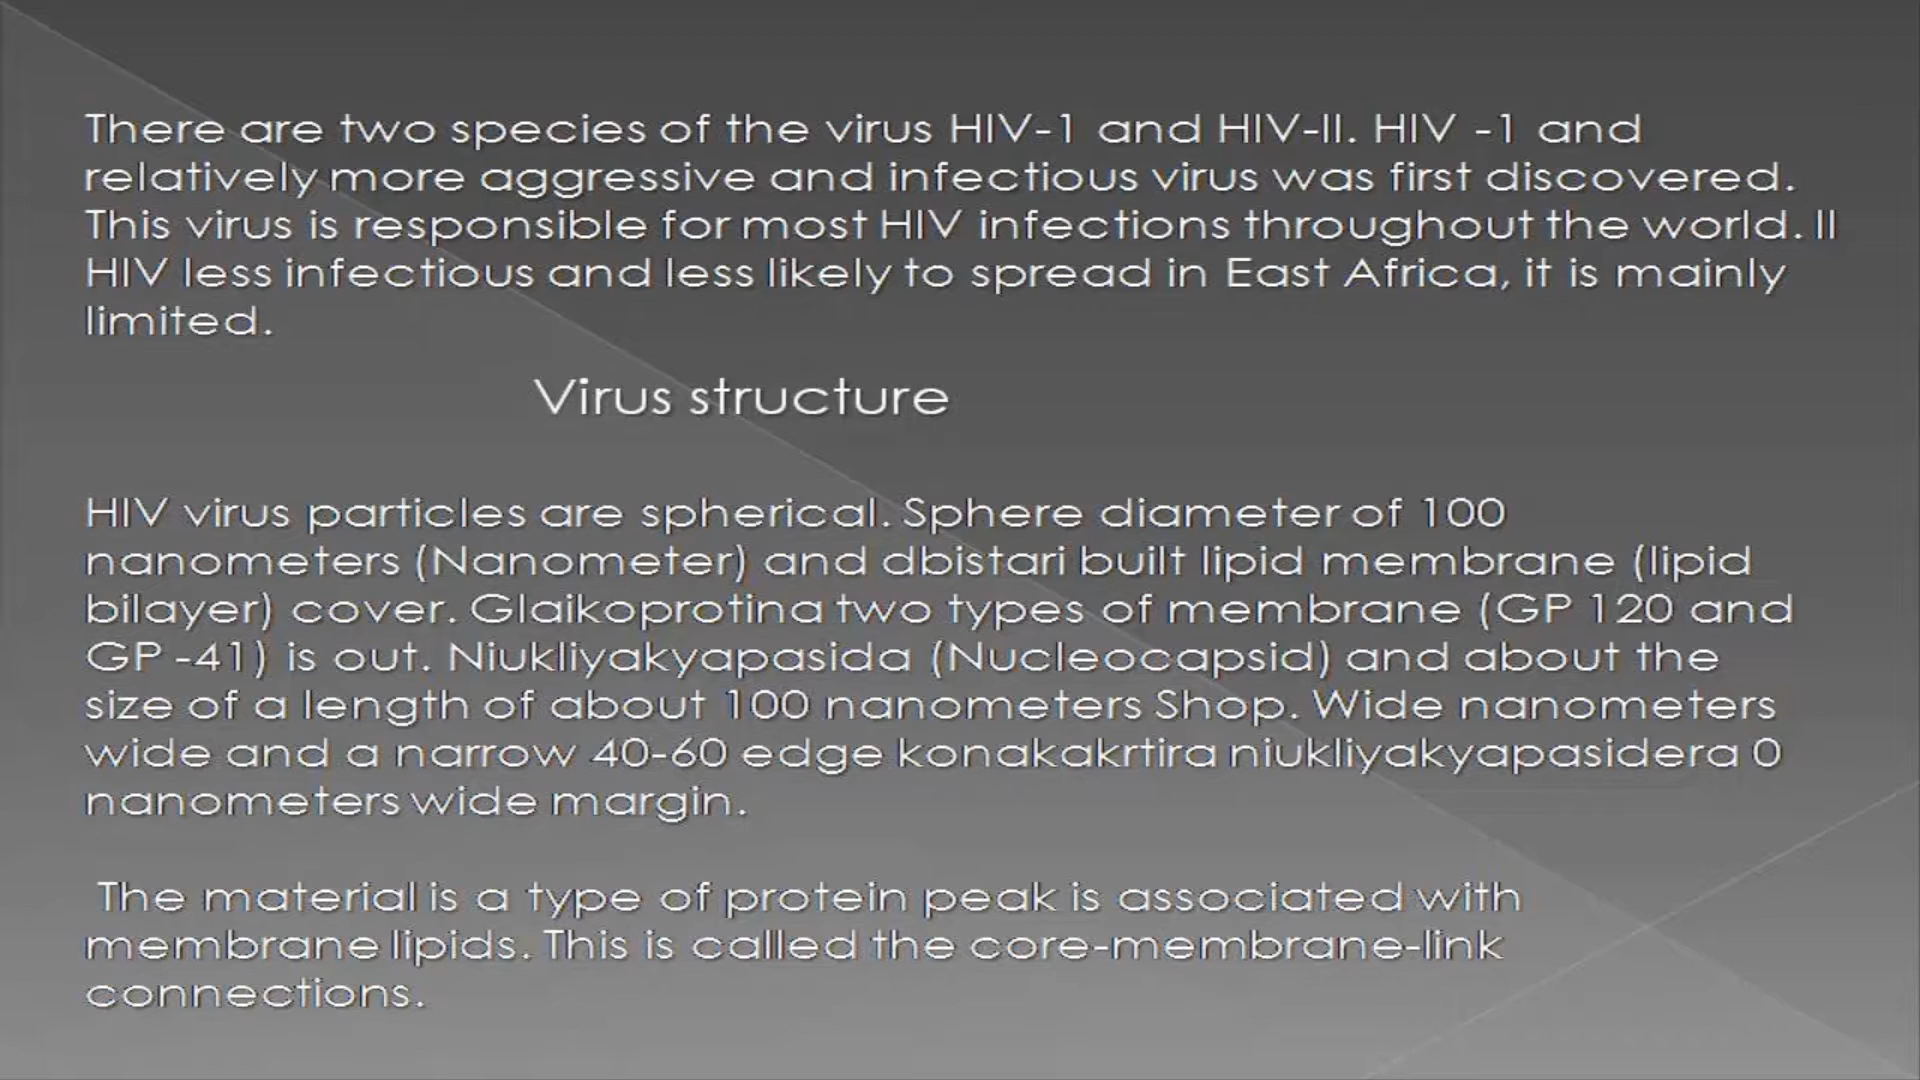 There are two species of the virus HIV-1 and HIV-II. HIV -1 and
relatively more aggressive and infectious virus was first discovered.
This virus is responsible for most HIV infections throughout the world. II
HIV less infectious and less likely to spread in East Africa, it is mainly
limited.
Virus structure
HIV virus particles are spherical. Sphere diameter of 100
nanometers (Nanometer) and dbistari built lipid membrane (lipid
bilayer) cover. Glaikoprotina two types of membrane (GP 120 and
GP -41) is out. Niukliyakyapasida (Nucleocapsid) and about the
size of a length of about 100 nanometers Shop. Wide nanometers
wide and a narrow 40-60 edge konakakrtira niukliyakyapasidera 0
nanometers wide margin.
The material is a type of protein peak is associated with
membrane lipids. This is called the core-membrane-link
connections.